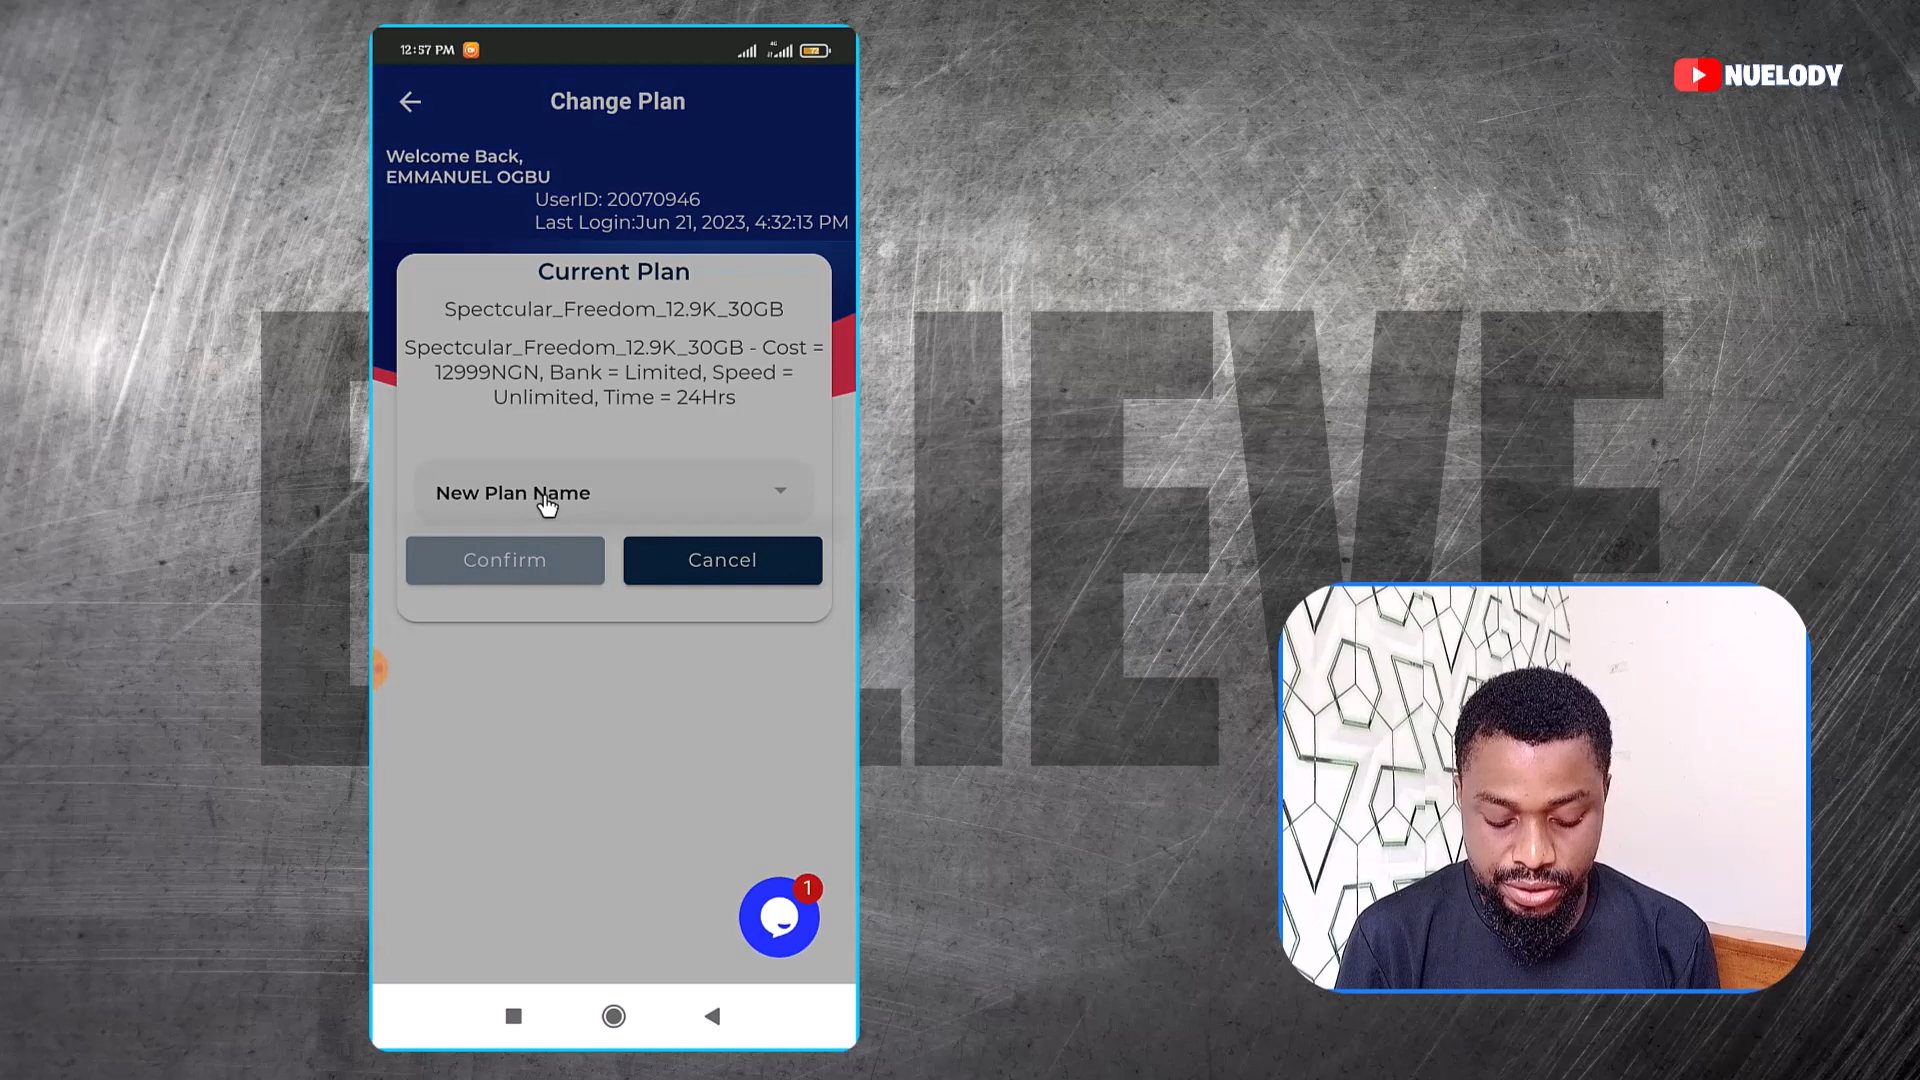 12:57 PM
4G
72
Change Plan
Welcome Back,
EMMANUEL OGBU
UserID: 20070946
Last Login:Jun 21, 2023, 4:32:13 PM
Current Plan
Spectcular_Freedom_12.9K_30GB
Spectcular_Freedom_12.9K_30GB - Cost =
12999NGN, Bank = Limited, Speed =
Unlimited, Time = 24Hrs
New Plan Name
Confirm
Cancel
1
NUELODY